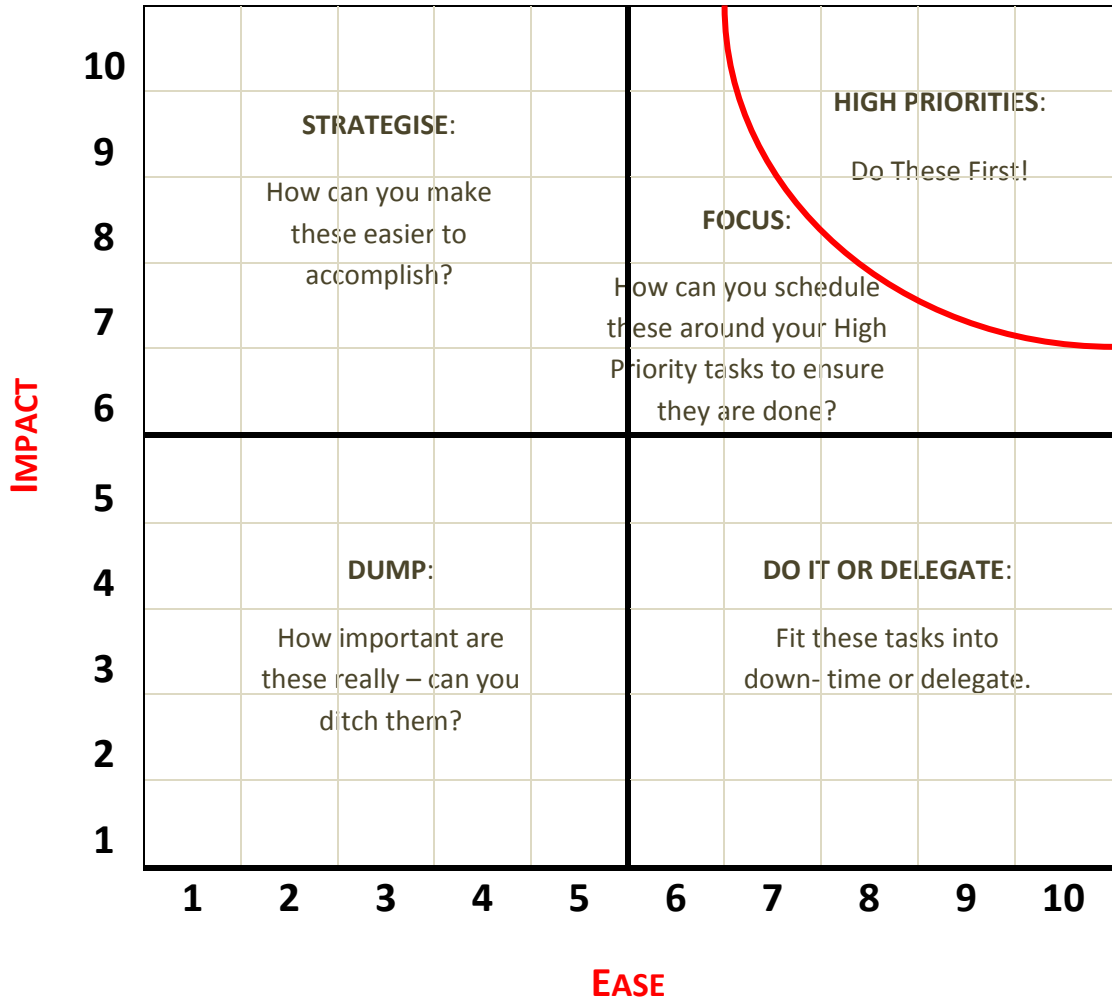 10
9
8
7
6
5
4
3
2
1
IMPACT
STRATEGISE:
How can you make
these easier to
accomplish?
HIGH PRIORITIES:
Do These First!
FOCUS:
How can you schedule
these around your High
Priority tasks to ensure
they are done?
DUMP:
How important are
these really – can you
ditch them?
DO IT OR DELEGATE:
Fit these tasks into
down- time or delegate.
1 2 3 4 5 6 7 8 9 10
EASE